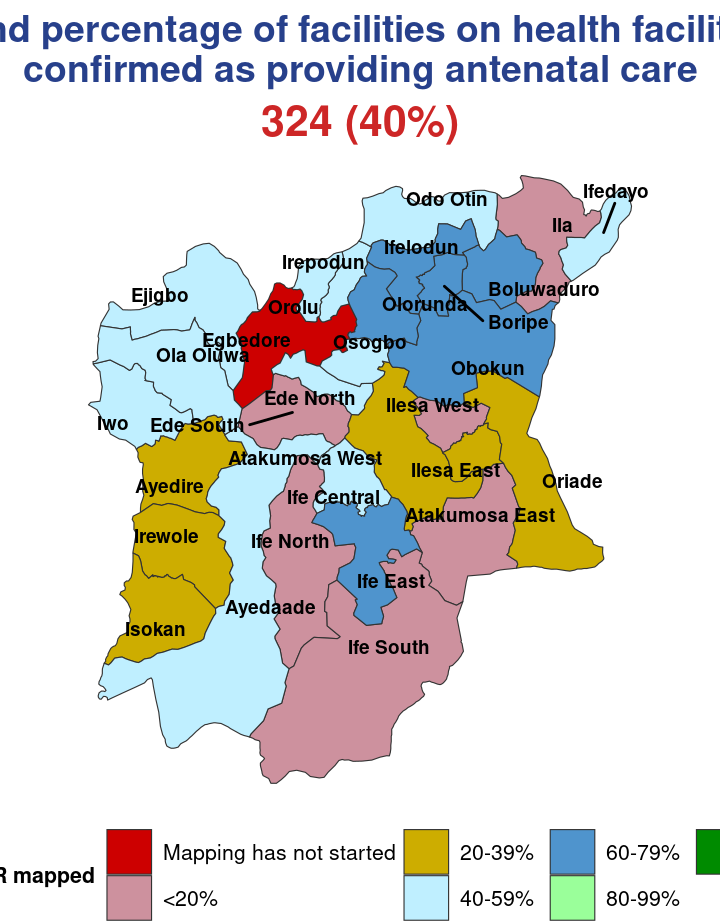 nd percentage of facilities on health facilit
confirmed as providing antenatal care
324 (40%)
Ifedayo
Odo Otin
Ila
Ifelodun
Irepodun
Boluwaduro
Ejigbo
Olorunda
Orolu
Boripe
Egbedore
Osogbo
Ola Oluwa
Obokun
Ede North
Ilesa West
Iwo
Ede South
Atakumosa West
Ilesa East
Oriade
Ayedire
Ife Central
Atakumosa East
Irewole
Ife North
Ife East
Ayedaade
Isokan
Ife South
R mapped
Mapping has not started
<20%
20-39%
40-59%
60-79%
80-99%